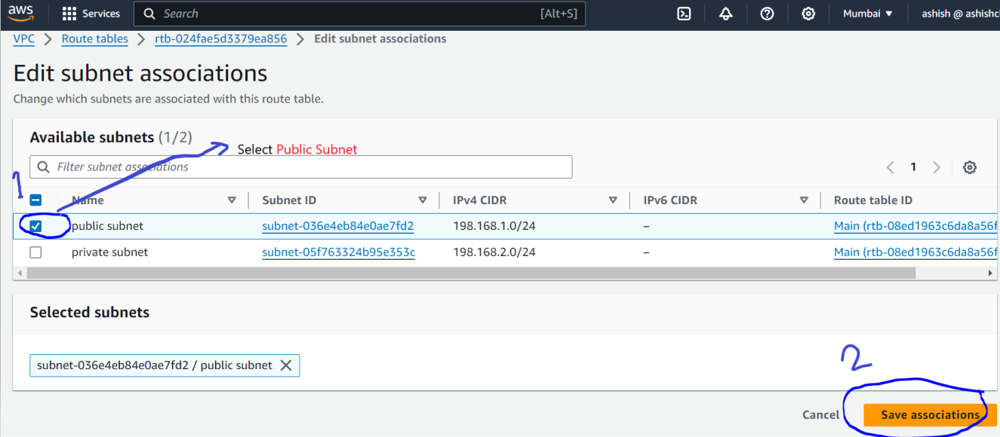 aws Services Search [Alt+S] Mumbai ▼ ashish @ ashishc
VPC > Route tables > rtb-024fae5d3379ea856 > Edit subnet associations
Edit subnet associations
Change which subnets are associated with this route table.
Available subnets (1/2)
Select Public Subnet
Filter subnet associations
< 1 >
1
Name Subnet ID IPv4 CIDR IPv6 CIDR Route table ID
public subnet subnet-036e4eb84e0ae7fd2 198.168.1.0/24 – Main (rtb-08ed1963c6da8a56f
private subnet subnet-05f763324b95e353c 198.168.2.0/24 – Main (rtb-08ed1963c6da8a56f
Selected subnets
subnet-036e4eb84e0ae7fd2 / public subnet
2
Cancel Save associations